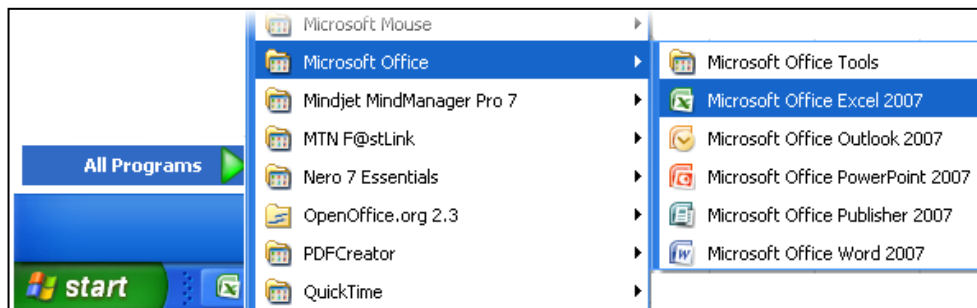 Microsoft Mouse
Microsoft Office
Mindjet MindManager Pro 7
MTN F@stLink
Nero 7 Essentials
OpenOffice.org 2.3
PDFCreator
QuickTime
Microsoft Office Tools
Microsoft Office Excel 2007
Microsoft Office Outlook 2007
Microsoft Office PowerPoint 2007
Microsoft Office Publisher 2007
Microsoft Office Word 2007
All Programs
start